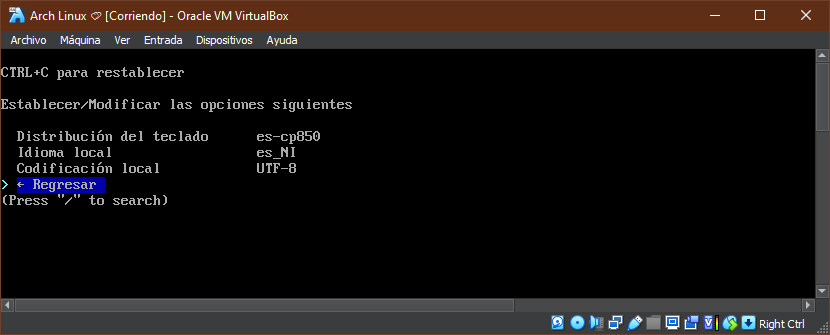 Arch Linux [Corriendo] - Oracle VM VirtualBox
Archivo Máquina Ver Entrada Dispositivos Ayuda
CTRL+C para restablecer
Establecer/Modificar las opciones siguientes
Distribución del teclado es-cp850
Idioma local es_NI
Codificación local UTF-8
> ← Regresar
(Press "/" to search)
Right Ctrl